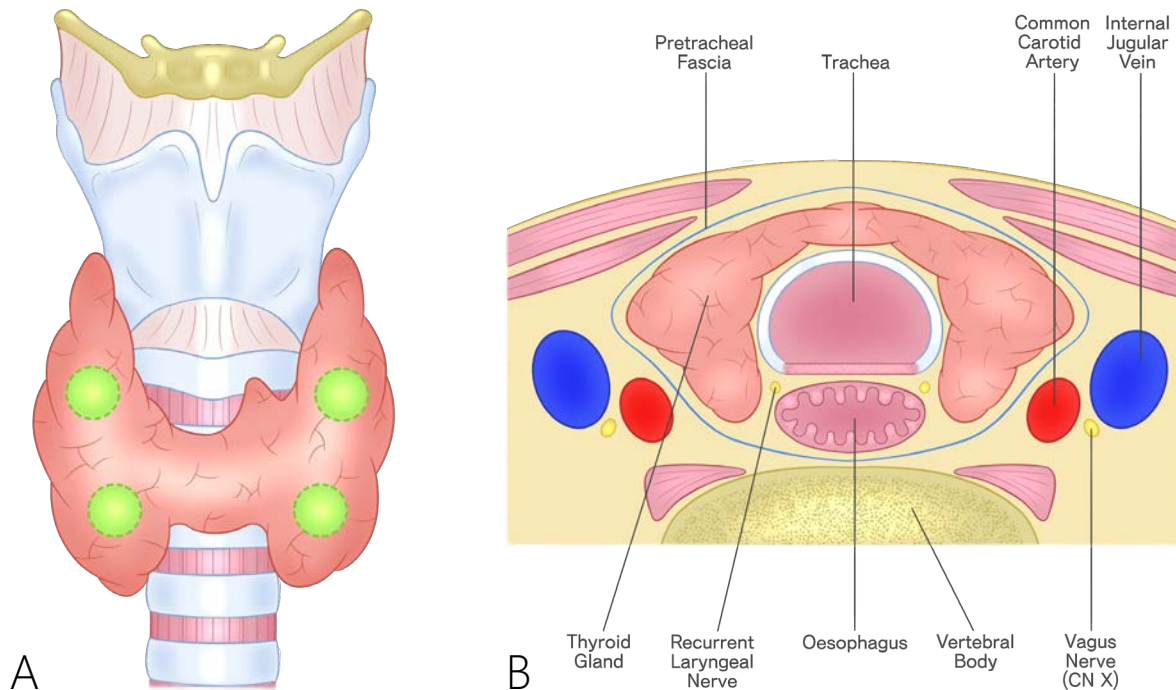 Pretracheal
Fascia
Trachea
Common
Carotid
Artery
Internal
Jugular
Vein
Thyroid
Gland
Recurrent
Laryngeal
Nerve
Oesophagus
Vertebral
Body
Vagus
Nerve
(CN X)
A
B